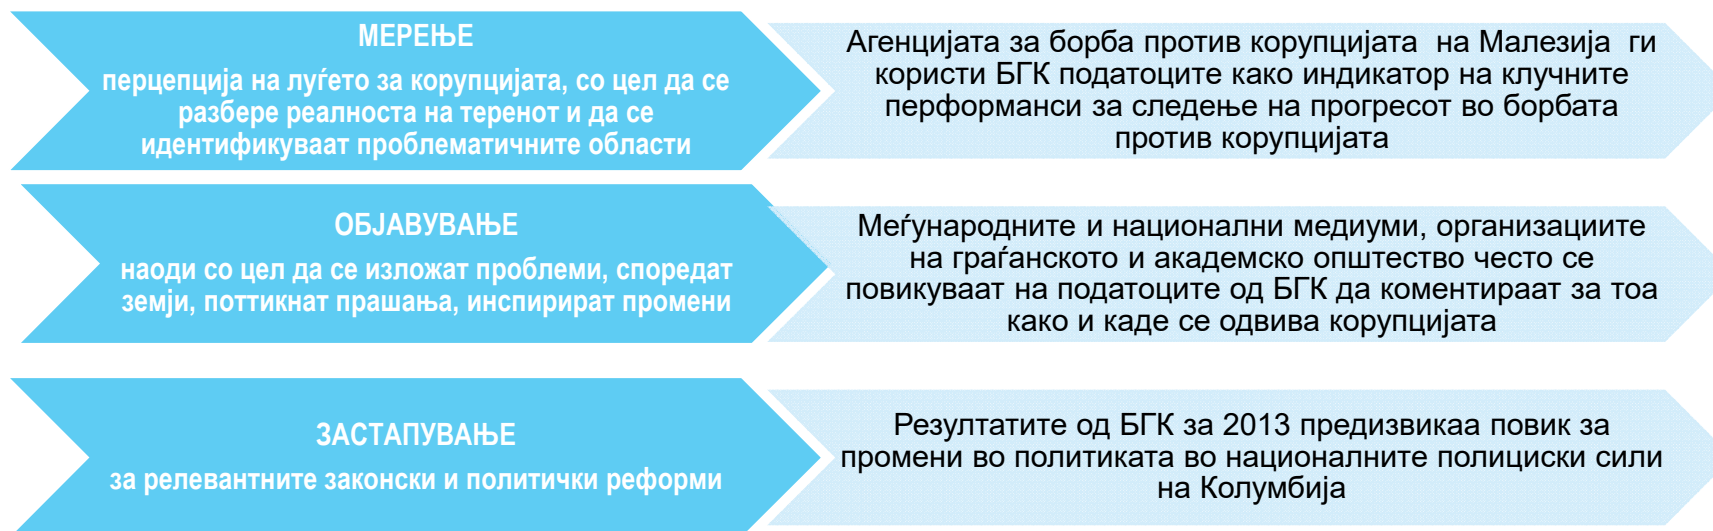 МЕРЕЊЕ
перцепција на луѓето за корупцијата, со цел да се
разбере реалноста на теренот и да се
идентификуваат проблематичните области
Агенцијата за борба против корупцијата на Малезија ги
користи БГК податоците како индикатор на клучните
перформанси за следење на прогресот во борбата
против корупцијата
ОБЈАВУВАЊЕ
наоди со цел да се изложат проблеми, споредат
земји, поттикнат прашања, инспирират промени
Меѓународните и национални медиуми, организациите
на граѓанското и академско општество често се
повикуваат на податоците од БГК да коментираат за тоа
како и каде се одвива корупцијата
ЗАСТАПУВАЊЕ
за релевантните законски и политички реформи
Резултатите од БГК за 2013 предизвикаа повик за
промени во политиката во националните полициски сили
на Колумбија